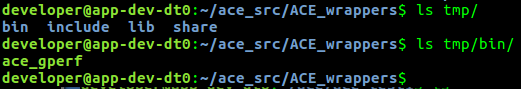 developer@app-dev-dt0:~/ace_src/ACE_wrappers$ ls tmp/
bin  include  lib  share
developer@app-dev-dt0:~/ace_src/ACE_wrappers$ ls tmp/bin/
ace_gperf
developer@app-dev-dt0:~/ace_src/ACE_wrappers$